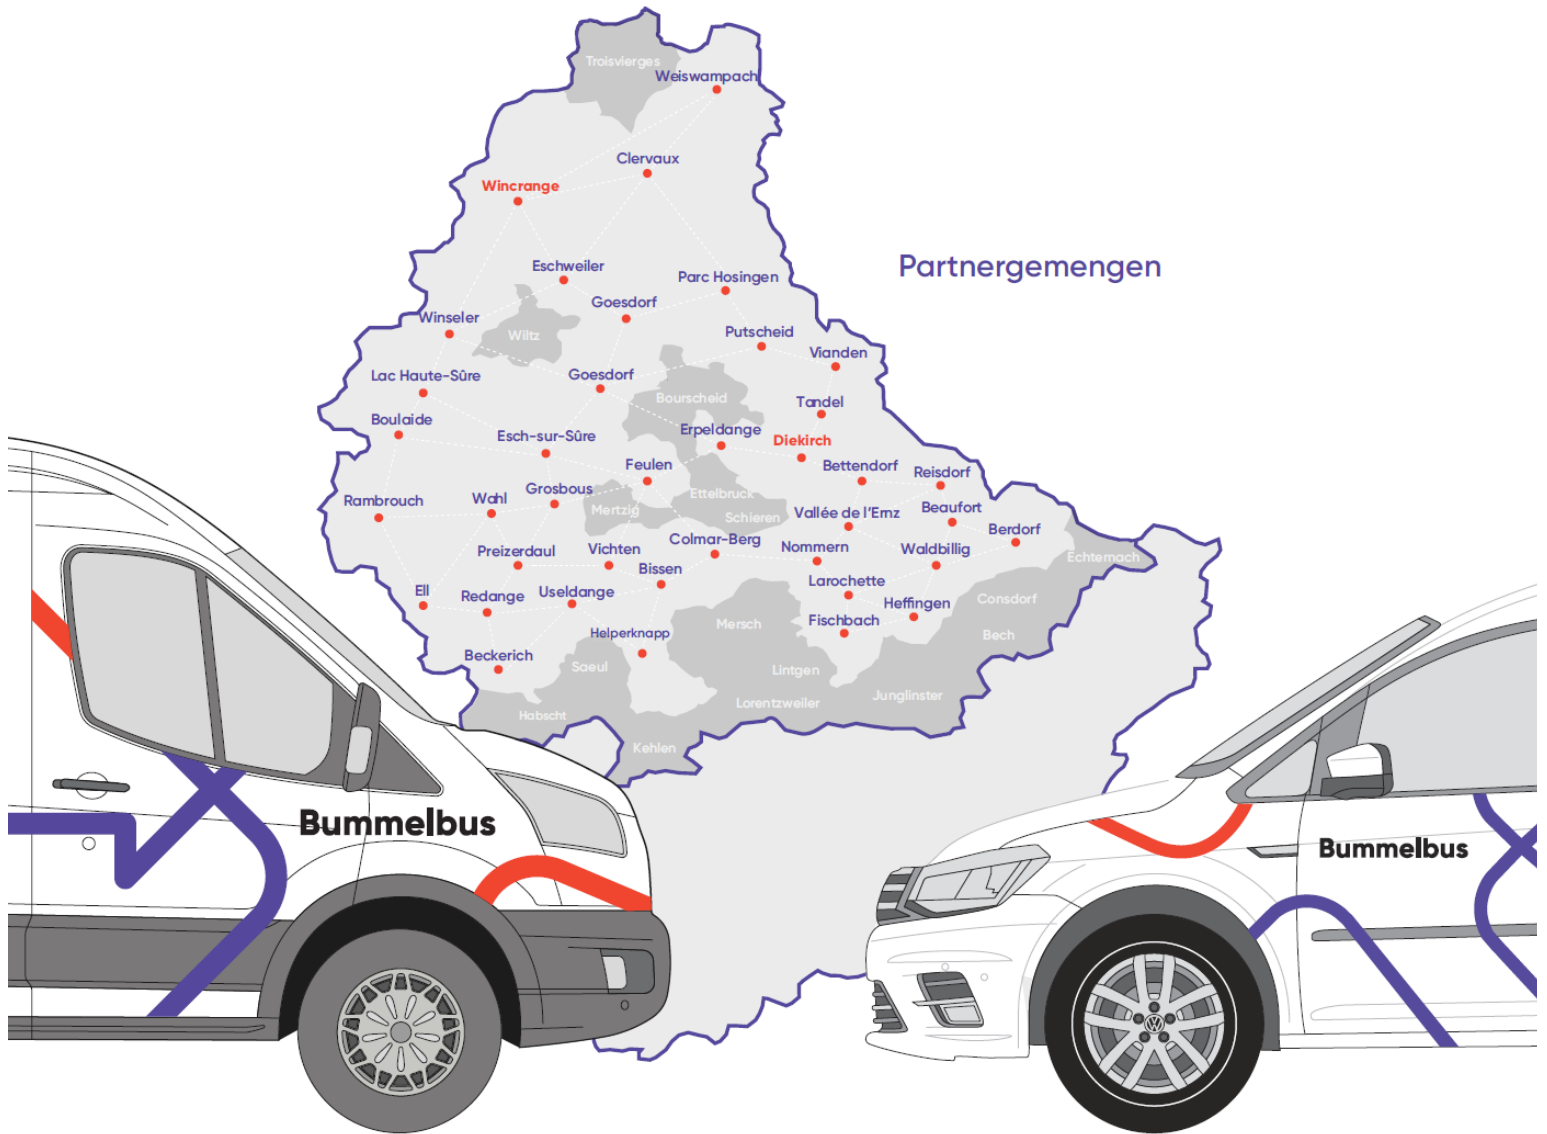 Troisvierges
Weiswampach
Clervaux
Wincrange
Partnergemengen
Eschweiler
Parc Hosingen
Goesdorf
Winseler
Wiltz
Putscheid
Vianden
Lac Haute-Sûre
Goesdorf
Bourscheid
Tandel
Boulaide
Erpeldange
Esch-sur-Sûre
Diekirch
Feulen
Bettendorf
Reisdorf
Grosbous
Ettelbruck
Rambrouch
Wahl
Mertzig
Schieren
Vallée de l'Ernz
Beaufort
Berdorf
Colmar-Berg
Preizerdaul
Vichten
Nommern
Waldbillig
Echternach
Bissen
Larochette
Ell
Redange
Useldange
Heffingen
Consdorf
Fischbach
Mersch
Helperknapp
Bech
Beckerich
Saeul
Lintgen
Junglinster
Lorentzweiler
Habscht
Kehlen
Bummelbus
Bummelbus